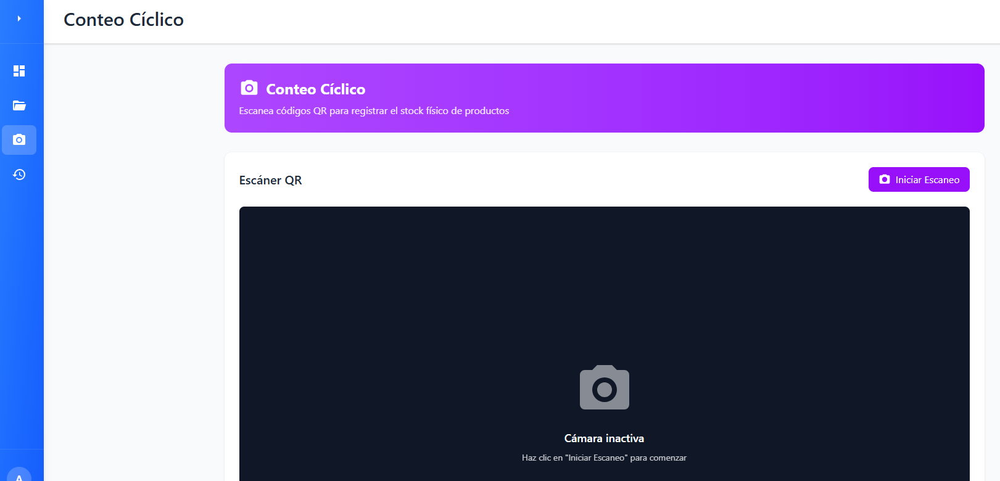 Conteo Cíclico
Conteo Cíclico
Escanea códigos QR para registrar el stock físico de productos
Escáner QR
Iniciar Escaneo
Cámara inactiva
Haz clic en "Iniciar Escaneo" para comenzar
A